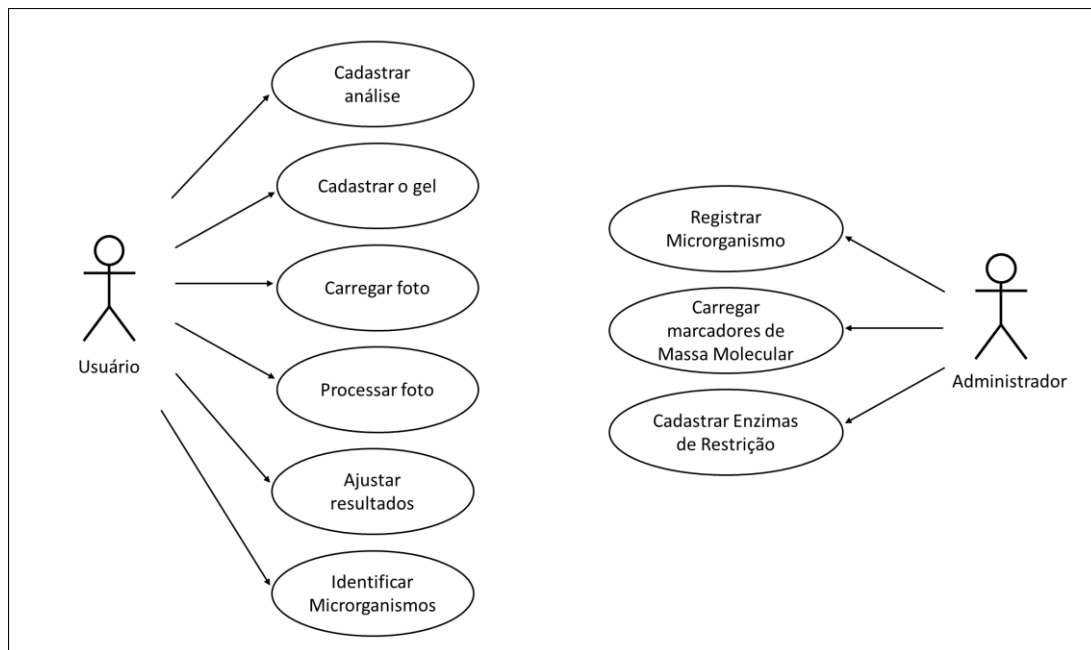 Cadastrar
análise
Cadastrar o gel
Carregar foto
Processar foto
Ajustar
resultados
Identificar
Microrganismos
Usuário
Registrar
Microrganismo
Carregar
marcadores de
Massa Molecular
Cadastrar Enzimas
de Restrição
Administrador